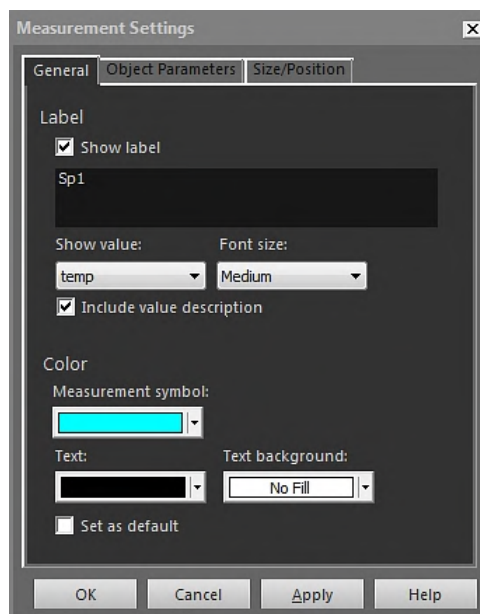 Measurement Settings
General Object Parameters Size/Position
Label
Show label
Sp1
Show value: Font size:
temp Medium
Include value description
Color
Measurement symbol:
Text: Text background:
No Fill
Set as default
OK Cancel Apply Help